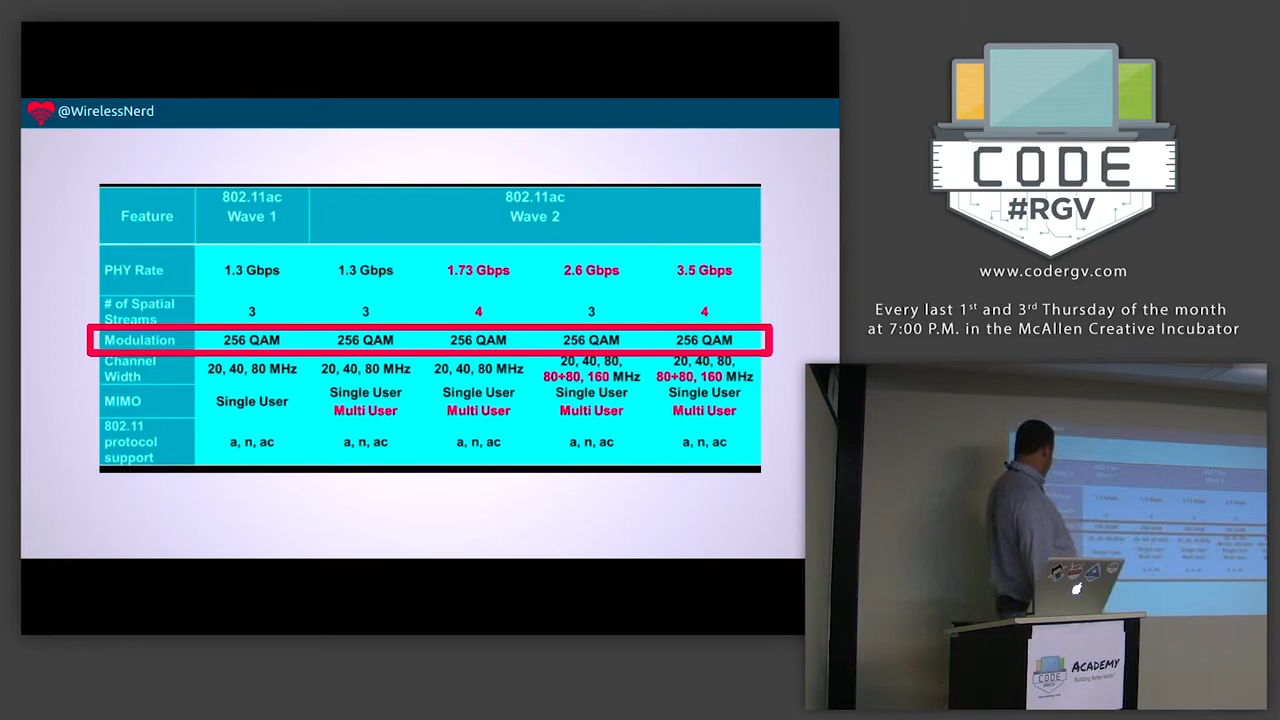 @WirelessNerd
Feature
802.11ac
Wave 1
802.11ac
Wave 2
PHY Rate 1.3 Gbps 1.3 Gbps 1.73 Gbps 2.6 Gbps 3.5 Gbps
# of Spatial
Streams 3 3 4 3 4
Modulation 256 QAM 256 QAM 256 QAM 256 QAM 256 QAM
Channel
Width 20, 40, 80 MHz 20, 40, 80 MHz 20, 40, 80 MHz 20, 40, 80,
80+80, 160 MHz 20, 40, 80,
80+80, 160 MHz
MIMO Single User Single User
Multi User Single User
Multi User Single User
Multi User Single User
Multi User
802.11
protocol
support a, n, ac a, n, ac a, n, ac a, n, ac a, n, ac
CODE
#RGV
www.codergv.com
Every last 1st and 3rd Thursday of the month
at 7:00 P.M. in the McAllen Creative Incubator
CODE
#RGV
ACADEMY
Building Better Nerds